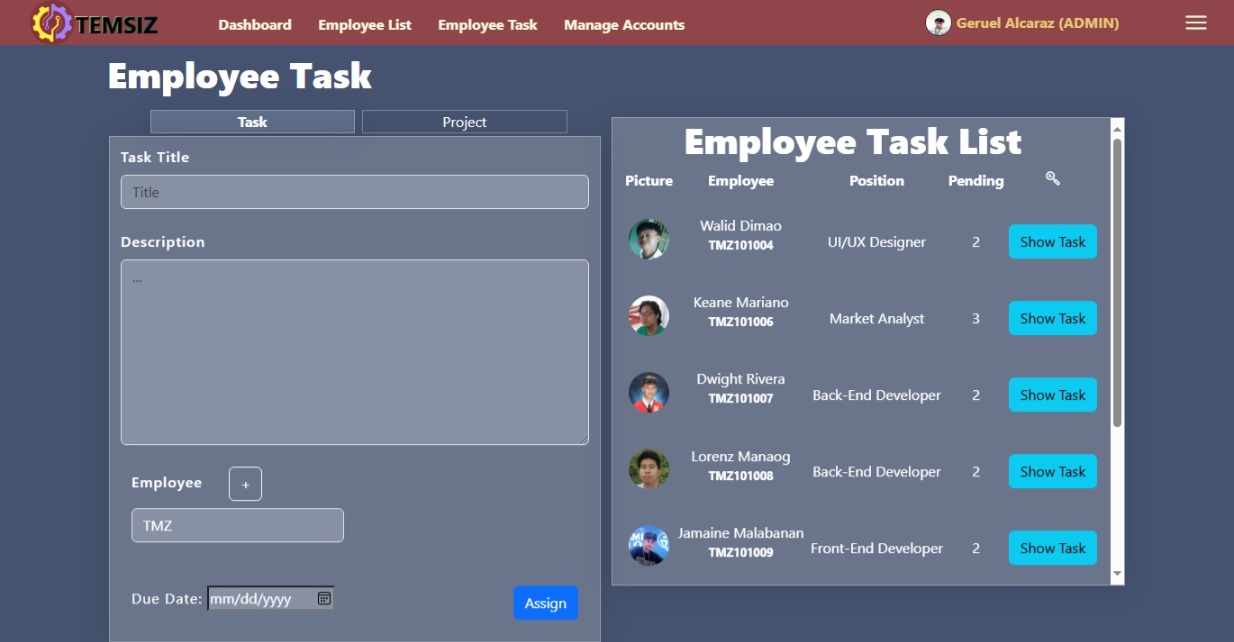 TEMSIZ
Dashboard
Employee List
Employee Task
Manage Accounts
Geruel Alcaraz (ADMIN)
Employee Task
Task
Project
Task Title
Title
Description
...
Employee
+
TMZ
Due Date: mm/dd/yyyy
Assign
Employee Task List
Picture Employee Position Pending
Walid Dimao
TMZ101004
UI/UX Designer
2
Show Task
Keane Mariano
TMZ101006
Market Analyst
3
Show Task
Dwight Rivera
TMZ101007
Back-End Developer
2
Show Task
Lorenz Manaog
TMZ101008
Back-End Developer
2
Show Task
Jamaine Malabanan
TMZ101009
Front-End Developer
2
Show Task